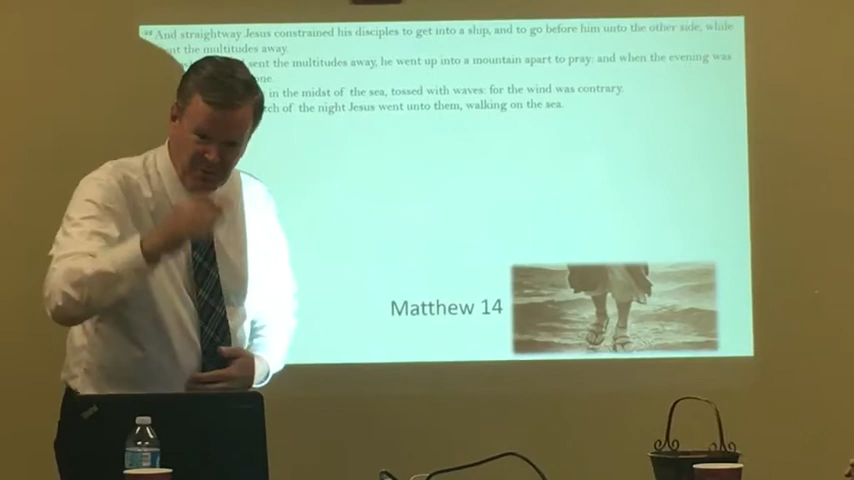 And straightway Jesus constrained his disciples to get into a ship, and to go before him unto the other side, while
the multitudes away.
sent the multitudes away, he went up into a mountain apart to pray: and when the evening was
in the midst of the sea, tossed with waves: for the wind was contrary.
of the night Jesus went unto them, walking on the sea.
Matthew 14